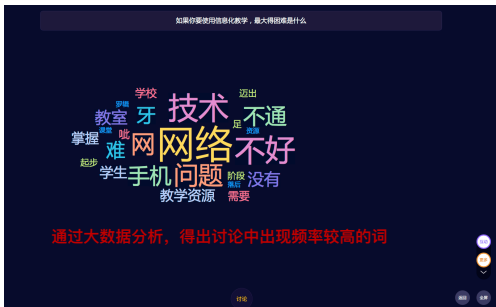 如果你要使用信息化教学，最大得困难是什么
学校
迈出
逻辑
技术
教室
牙
足
不通
课堂
资源
掌握
呲
网
网络
难
不好
起步
阶段
学生
手机
问题
落后
没有
教学资源
需要
通过大数据分析，得出讨论中出现频率较高的词
讨论